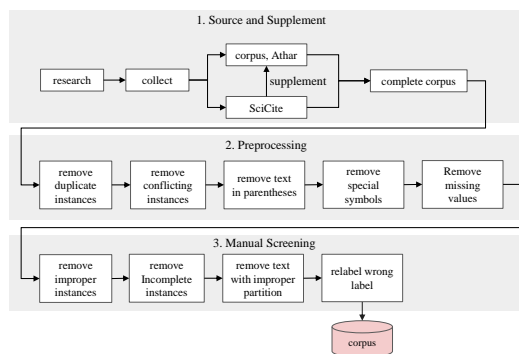 1. Source and Supplement
research
collect
corpus, Athar
supplement
SciCite
complete corpus
2. Preprocessing
remove
duplicate
instances
remove
conflicting
instances
remove text
in parentheses
remove
special
symbols
Remove
missing
values
3. Manual Screening
remove
improper
instances
remove
Incomplete
instances
remove text
with improper
partition
relabel wrong
label
corpus